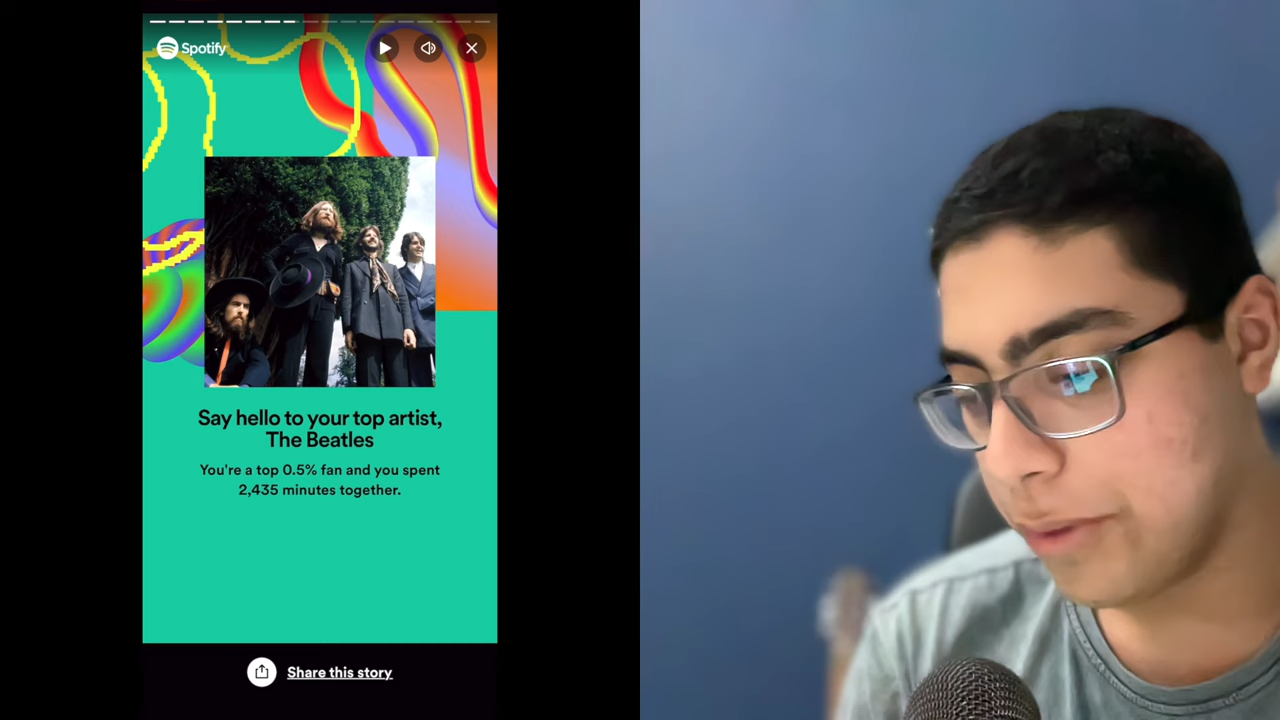 Spotify
Say hello to your top artist,
The Beatles
You're a top 0.5% fan and you spent
2,435 minutes together.
Share this story